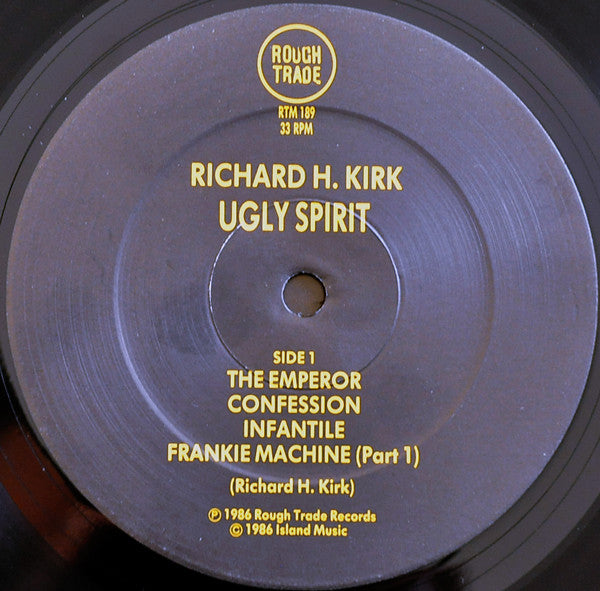 ROUGH
TRADE
RTM 189
33 RPM
RICHARD H. KIRK
UGLY SPIRIT
SIDE 1
THE EMPEROR
CONFESSION
INFANTILE
FRANKIE MACHINE (Part 1)
(Richard H. Kirk)
℗ 1986 Rough Trade Records
© 1986 Island Music